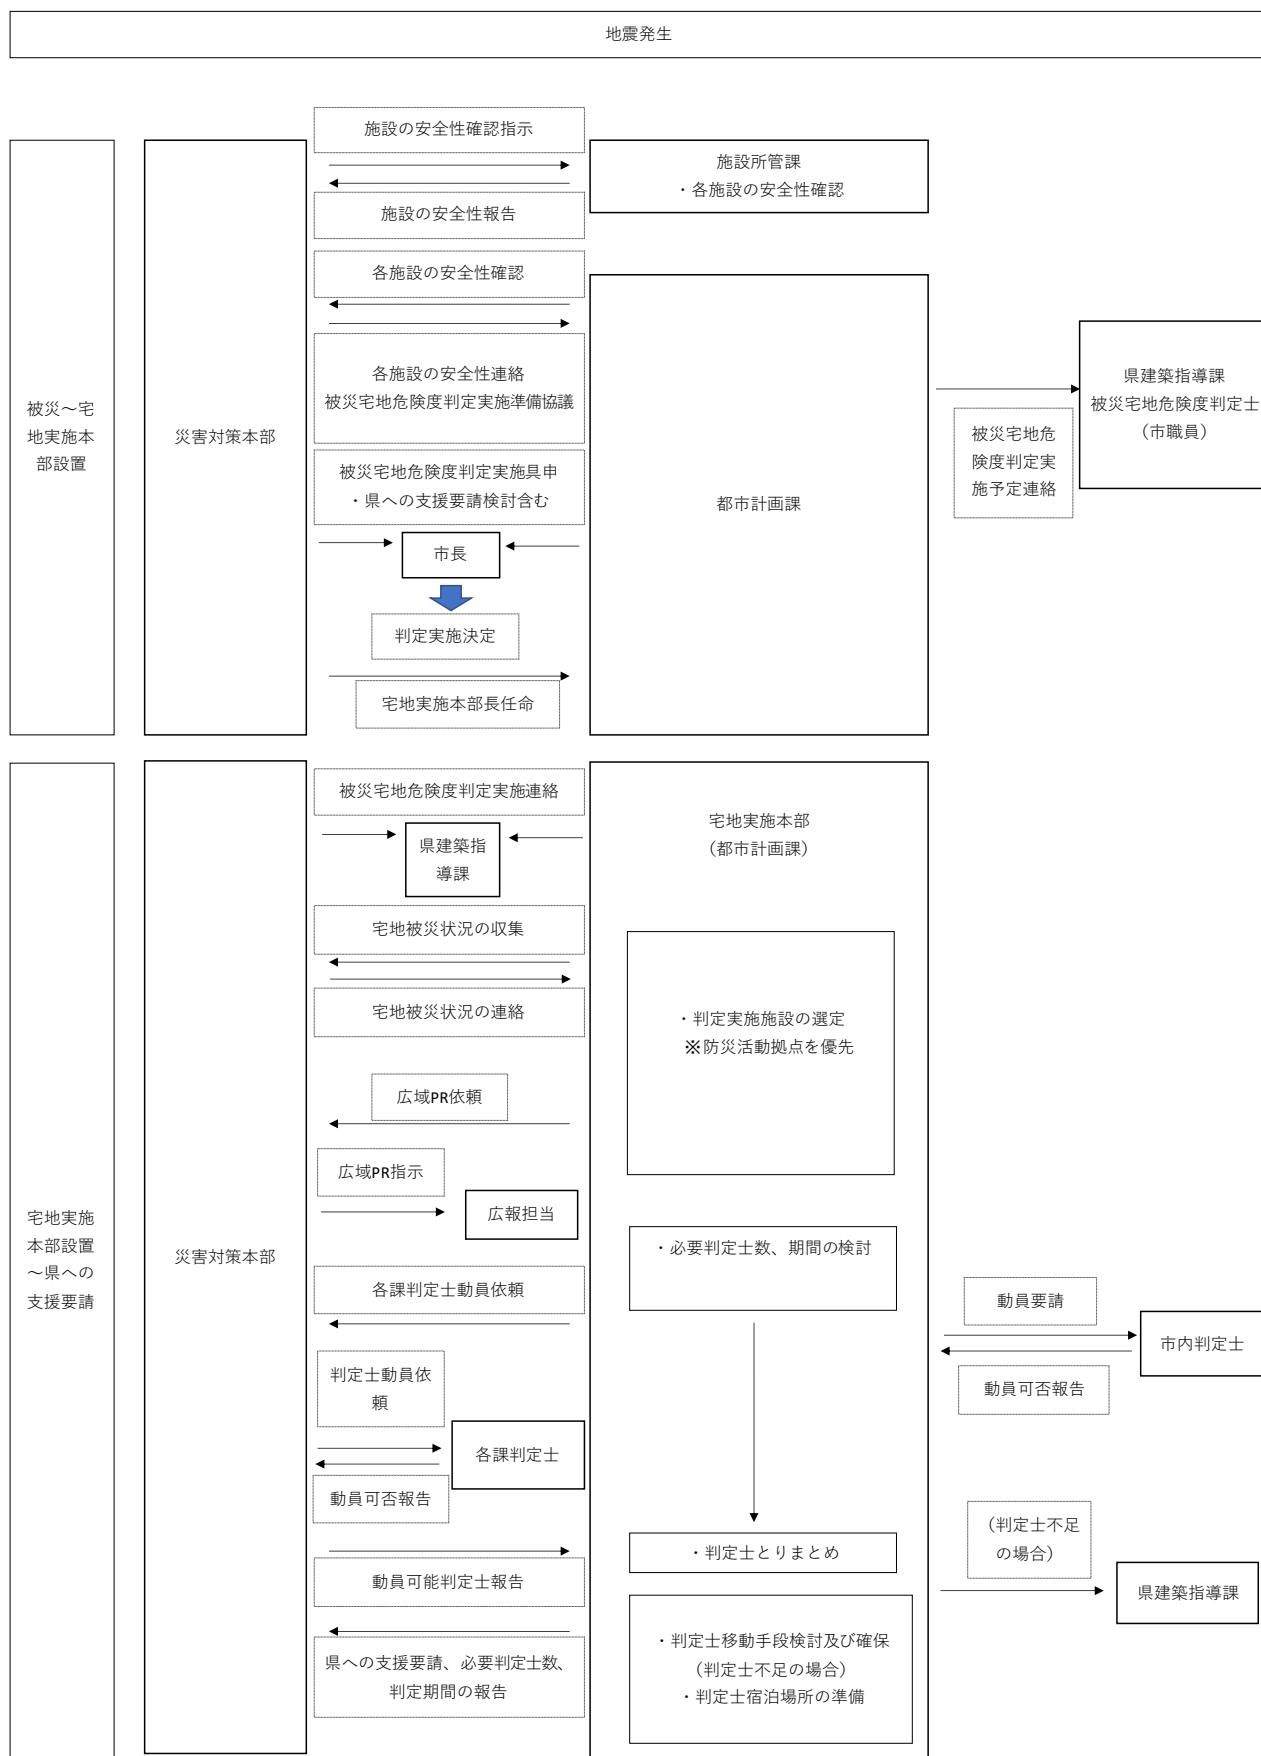 地震発生
施設の安全性確認指示
施設所管課
・各施設の安全性確認
施設の安全性報告
各施設の安全性確認
各施設の安全性連絡
被災宅地危険度判定実施準備協議
被災～宅
地実施本
部設置
災害対策本部
被災宅地危険度判定実施具申
・県への支援要請検討含む
市長
判定実施決定
宅地実施本部長任命
都市計画課
被災宅地危
険度判定実
施予定連絡
県建築指導課
被災宅地危険度判定士
（市職員）
被災宅地危険度判定実施連絡
県建築指
導課
宅地実施本部
（都市計画課）
宅地被災状況の収集
宅地被災状況の連絡
・判定実施施設の選定
※防災活動拠点を優先
広域PR依頼
広域PR指示
広報担当
宅地実施
本部設置
～県への
支援要請
災害対策本部
・必要判定士数、期間の検討
各課判定士動員依頼
動員要請
市内判定士
動員可否報告
判定士動員依
頼
各課判定士
動員可否報告
・判定士とりまとめ
（判定士不足
の場合）
県建築指導課
動員可能判定士報告
県への支援要請、必要判定士数、
判定期間の報告
・判定士移動手段検討及び確保
（判定士不足の場合）
・判定士宿泊場所の準備